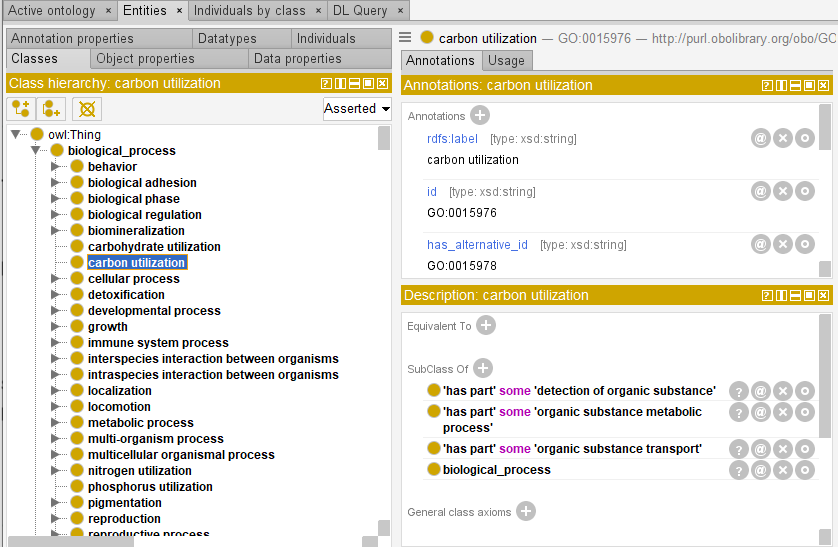 Active ontology × Entities × Individuals by class × DL Query ×
Annotation properties Datatypes Individuals
Classes Object properties Data properties
Class hierarchy: carbon utilization
Asserted
owl:Thing
biological_process
behavior
biological adhesion
biological phase
biological regulation
biomineralization
carbohydrate utilization
carbon utilization
cellular process
detoxification
developmental process
growth
immune system process
interspecies interaction between organisms
intraspecies interaction between organisms
localization
locomotion
metabolic process
multi-organism process
multicellular organismal process
nitrogen utilization
phosphorus utilization
pigmentation
reproduction
reproductive process
carbon utilization — GO:0015976 — http://purl.obolibrary.org/obo/GO
Annotations Usage
Annotations: carbon utilization
Annotations
rdfs:label [type: xsd:string]
carbon utilization
id [type: xsd:string]
GO:0015976
has_alternative_id [type: xsd:string]
GO:0015978
Description: carbon utilization
Equivalent To
SubClass Of
'has part' some 'detection of organic substance'
'has part' some 'organic substance metabolic
process'
'has part' some 'organic substance transport'
biological_process
General class axioms